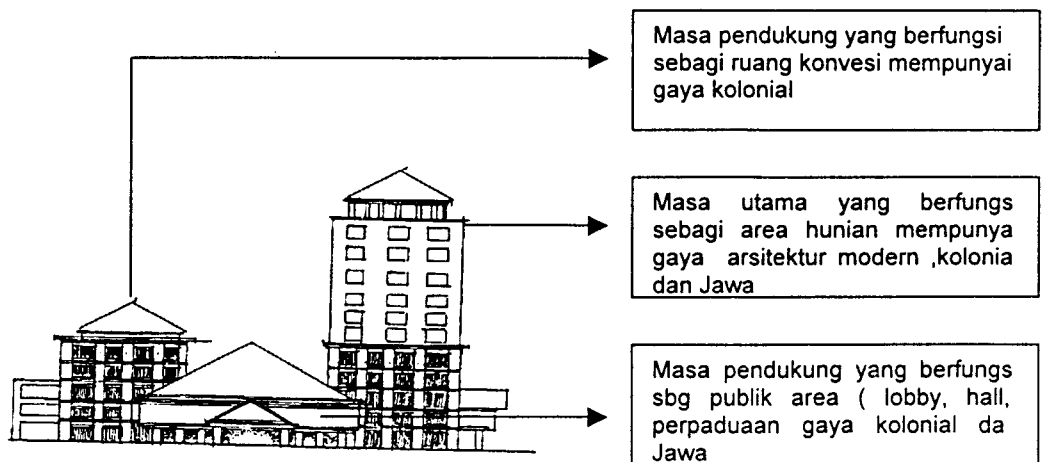 Masa pendukung yang berfungsi
sebagi ruang konvesi mempunyai
gaya kolonial
Masa utama yang berfungs
sebagi area hunian mempunya
gaya arsitektur modern ,kolonia
dan Jawa
Masa pendukung yang berfungs
sbg publik area ( lobby, hall,
perpaduaan gaya kolonial da
Jawa